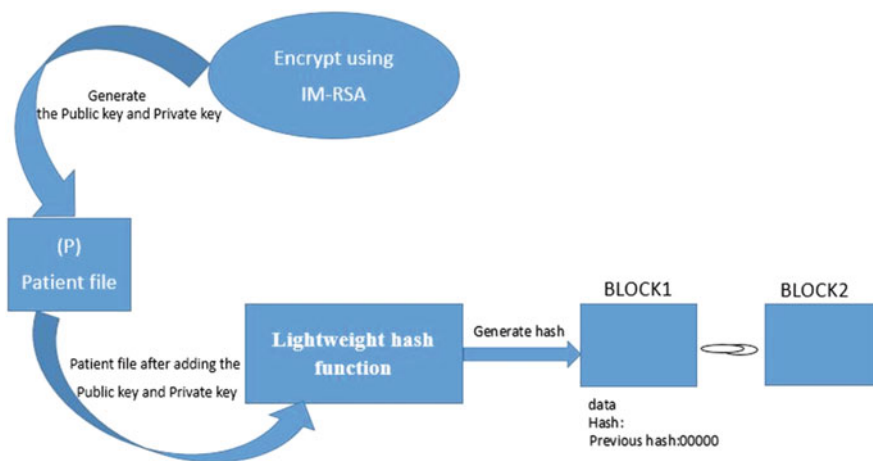 Encrypt using
IM-RSA
Generate
the Public key and Private key
(P)
Patient file
Patient file after adding the
Public key and Private key
Lightweight hash
function
Generate hash
BLOCK1
BLOCK2
data
Hash:
Previous hash:00000